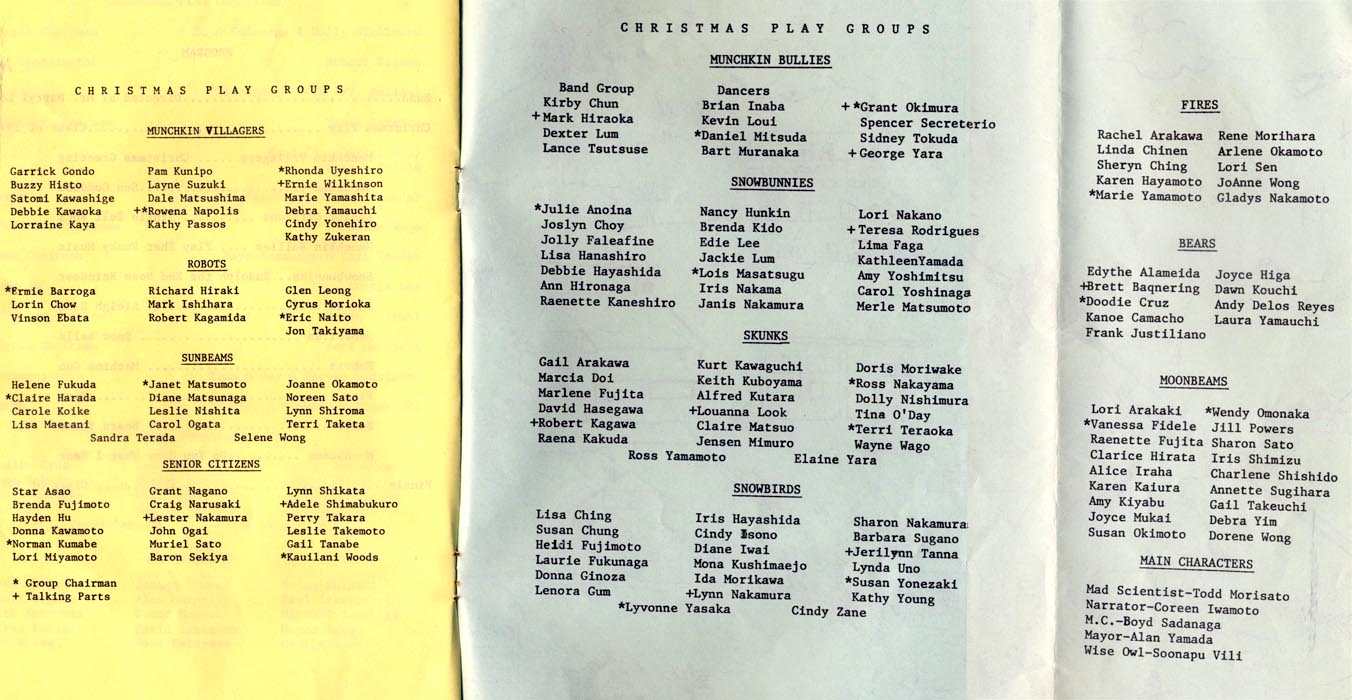 CHRISTMAS PLAY GROUPS
MUNCHKIN VILLAGERS
Garrick Gondo Pam Kunipo *Rhonda Uyeshiro
Buzzy Histo Layne Suzuki +Ernie Wilkinson
Satomi Kawashige Dale Matsushima Marie Yamashita
Debbie Kawaoka +*Rowena Napolis Debra Yamauchi
Lorraine Kaya Kathy Passos Cindy Yonehiro
Kathy Zukeran
ROBOTS
*Ermie Barroga Richard Hiraki Glen Leong
Lorin Chow Mark Ishihara Cyrus Morioka
Vinson Ebata Robert Kagamida *Eric Naito
Jon Takiyama
SUNBEAMS
Helene Fukuda *Janet Matsumoto Joanne Okamoto
*Claire Harada Diane Matsunaga Noreen Sato
Carole Koike Leslie Nishita Lynn Shiroma
Lisa Maetani Carol Ogata Terri Taketa
Sandra Terada Selene Wong
SENIOR CITIZENS
Star Asao Grant Nagano Lynn Shikata
Brenda Fujimoto Craig Narusaki +Adele Shimabukuro
Hayden Hu +Lester Nakamura Perry Takara
Donna Kawamoto John Ogai Leslie Takemoto
*Norman Kumabe Muriel Sato Gail Tanabe
Lori Miyamoto Baron Sekiya *Kauilani Woods
* Group Chairman
+ Talking Parts
CHRISTMAS PLAY GROUPS
MUNCHKIN BULLIES
Band Group Dancers
Kirby Chun Brian Inaba +*Grant Okimura
+Mark Hiraoka Kevin Loui Spencer Secreterio
Dexter Lum *Daniel Mitsuda Sidney Tokuda
Lance Tsutsuse Bart Muranaka +George Yara
SNOWBUNNIES
*Julie Anoina Nancy Hunkin Lori Nakano
Joslyn Choy Brenda Kido +Teresa Rodrigues
Jolly Faleafine Edie Lee Lima Faga
Lisa Hanashiro Jackie Lum KathleenYamada
Debbie Hayashida *Lois Masatsugu Amy Yoshimitsu
Ann Hironaga Iris Nakama Carol Yoshinaga
Raenette Kaneshiro Janis Nakamura Merle Matsumoto
SKUNKS
Gail Arakawa Kurt Kawaguchi Doris Moriwake
Marcia Doi Keith Kuboyama *Ross Nakayama
Marlene Fujita Alfred Kutara Dolly Nishimura
David Hasegawa +Louanna Look Tina O'Day
+Robert Kagawa Claire Matsuo *Terri Teraoka
Raena Kakuda Jensen Mimuro Wayne Wago
Ross Yamamoto Elaine Yara
SNOWBIRDS
Lisa Ching Iris Hayashida Sharon Nakamura
Susan Chung Cindy Isono Barbara Sugano
Heidi Fujimoto Diane Iwai +Jerilynn Tanna
Laurie Fukunaga Mona Kushimaejo Lynda Uno
Donna Ginoza Ida Morikawa *Susan Yonezaki
Lenora Gum +Lynn Nakamura Kathy Young
*Lyvonne Yasaka Cindy Zane
FIRES
Rachel Arakawa Rene Morihara
Linda Chinen Arlene Okamoto
Sheryn Ching Lori Sen
Karen Hayamoto JoAnne Wong
*Marie Yamamoto Gladys Nakamoto
BEARS
Edythe Alameida Joyce Higa
+Brett Baqnering Dawn Kouchi
*Doodie Cruz Andy Delos Reyes
Kanoe Camacho Laura Yamauchi
Frank Justiliano
MOONBEAMS
Lori Arakaki *Wendy Omonaka
*Vanessa Fidele Jill Powers
Raenette Fujita Sharon Sato
Clarice Hirata Iris Shimizu
Alice Iraha Charlene Shishido
Karen Kaiura Annette Sugihara
Amy Kiyabu Gail Takeuchi
Joyce Mukai Debra Yim
Susan Okimoto Dorene Wong
MAIN CHARACTERS
Mad Scientist-Todd Morisato
Narrator-Coreen Iwamoto
M.C.-Boyd Sadanaga
Mayor-Alan Yamada
Wise Owl-Soonapu Vili